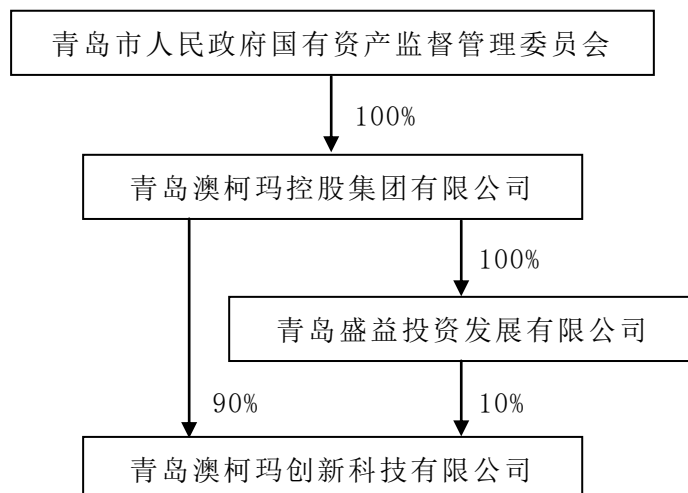 青岛市人民政府国有资产监督管理委员会
100%
青岛澳柯玛控股集团有限公司
100%
青岛盛益投资发展有限公司
90%
10%
青岛澳柯玛创新科技有限公司